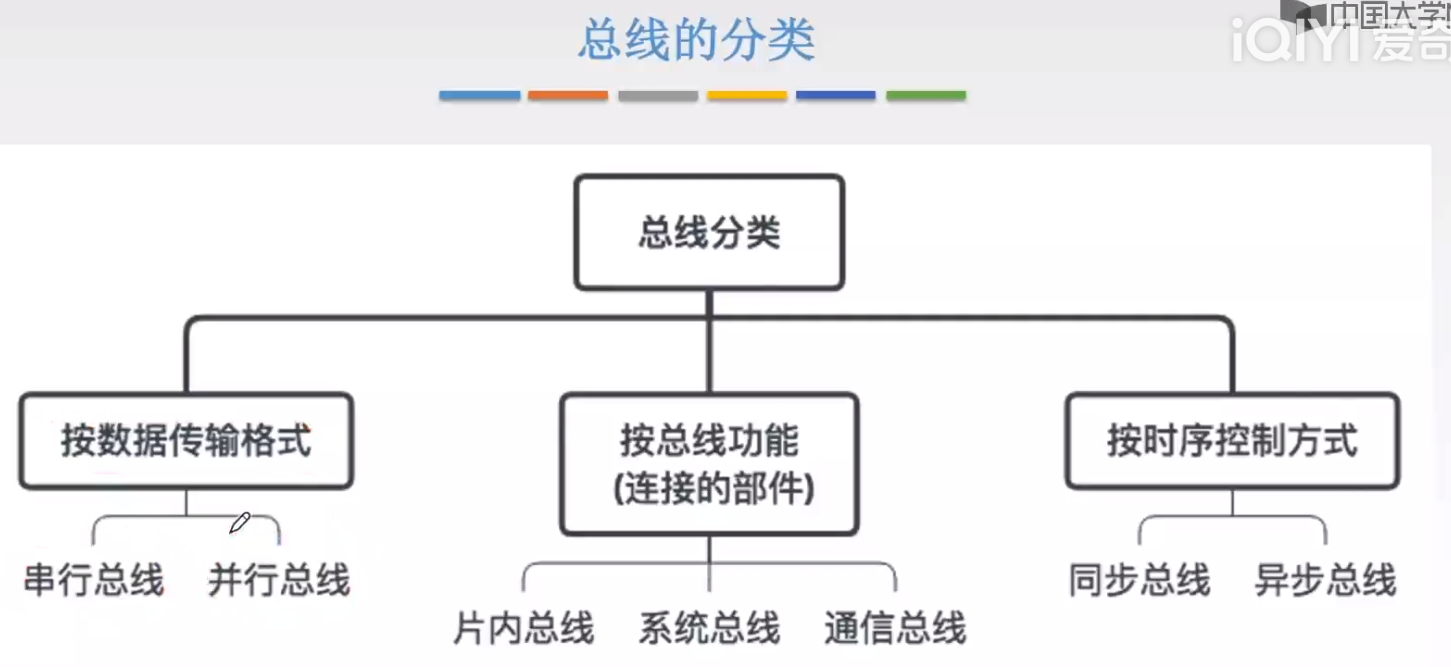 总线的分类
中国大学
iQIYI 爱奇
总线分类
按数据传输格式
按总线功能
(连接的部件)
按时序控制方式
串行总线
并行总线
片内总线
系统总线
通信总线
同步总线
异步总线